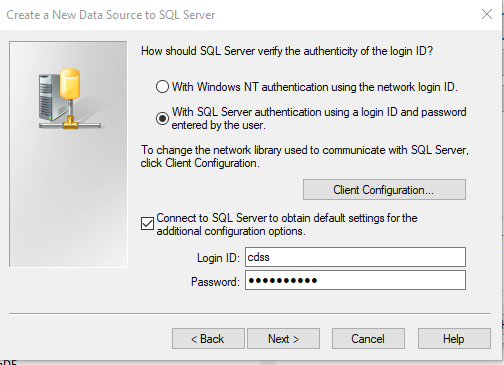 Create a New Data Source to SQL Server
How should SQL Server verify the authenticity of the login ID?
With Windows NT authentication using the network login ID.
With SQL Server authentication using a login ID and password
entered by the user.
To change the network library used to communicate with SQL Server,
click Client Configuration.
Client Configuration...
Connect to SQL Server to obtain default settings for the
additional configuration options.
Login ID: cdss
Password: ●●●●●●●●●●
< Back Next > Cancel Help